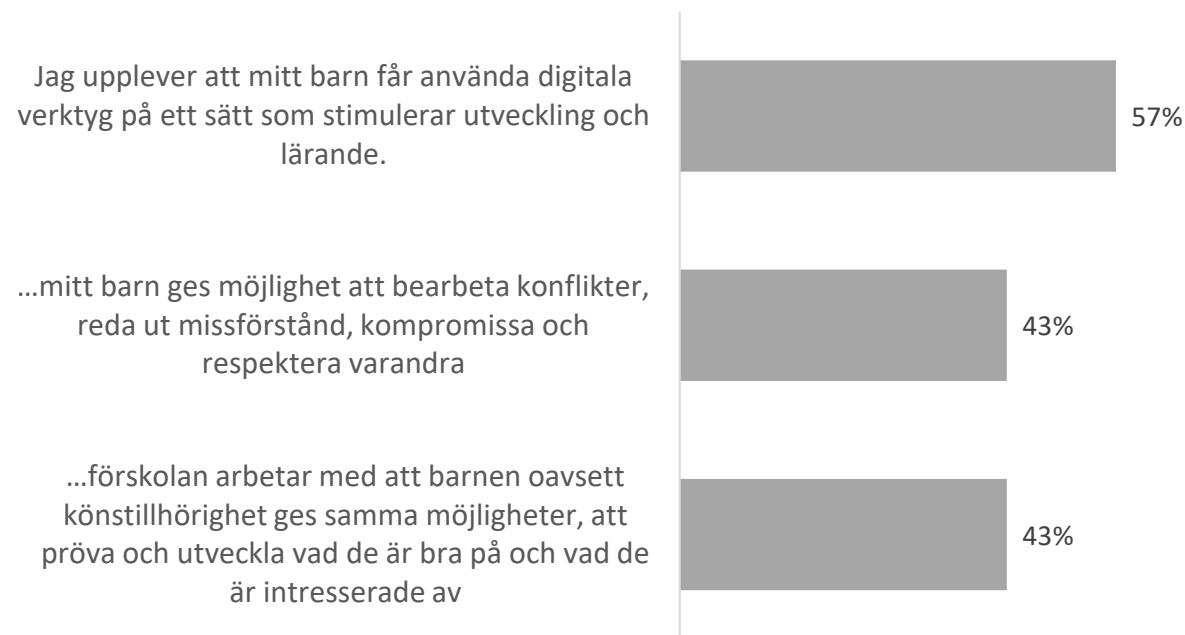 Jag upplever att mitt barn får använda digitala
verktyg på ett sätt som stimulerar utveckling och
lärande.
57%
…mitt barn ges möjlighet att bearbeta konflikter,
reda ut missförstånd, kompromissa och
respektera varandra
43%
…förskolan arbetar med att barnen oavsett
könstillhörighet ges samma möjligheter, att
pröva och utveckla vad de är bra på och vad de
är intresserade av
43%